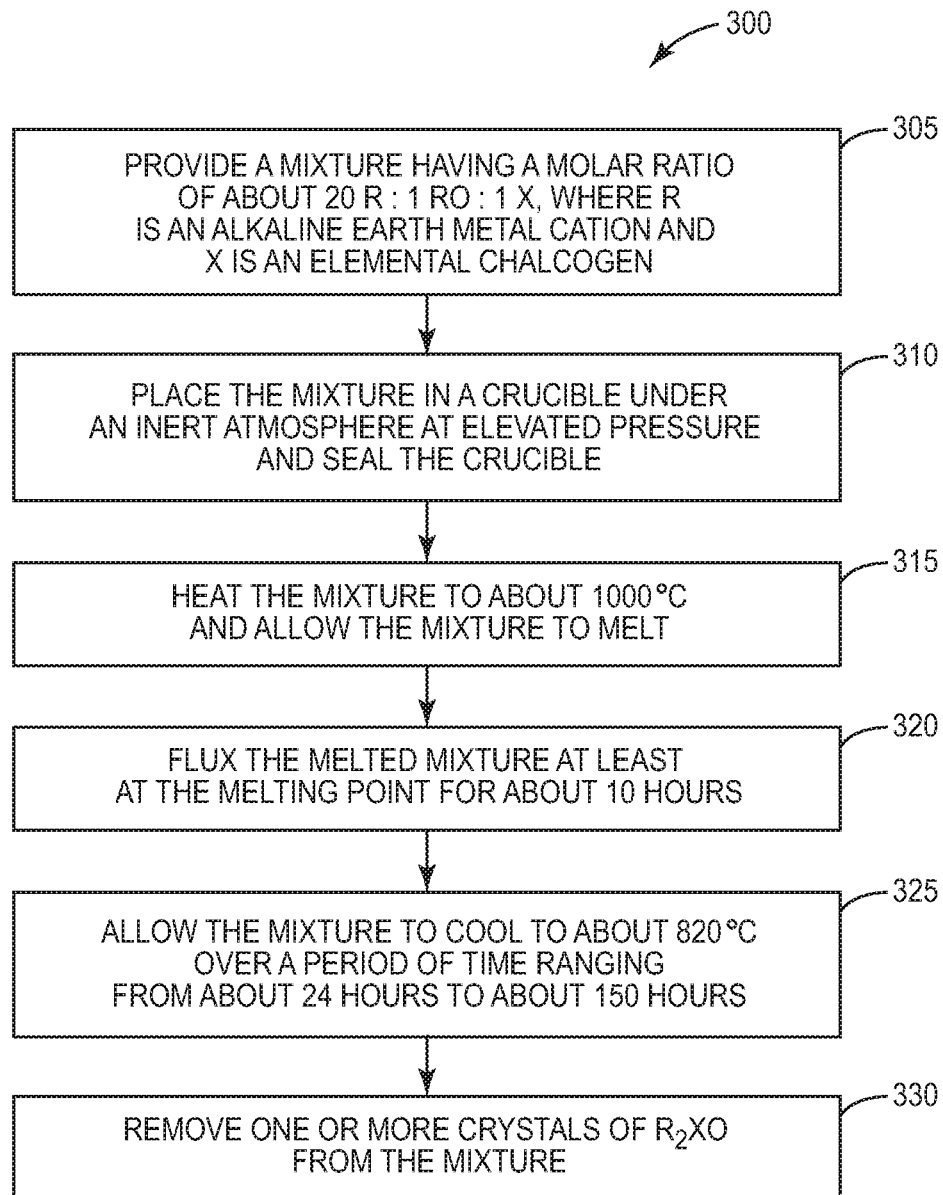 300
305
PROVIDE A MIXTURE HAVING A MOLAR RATIO
OF ABOUT 20 R : 1 RO : 1 X, WHERE R
IS AN ALKALINE EARTH METAL CATION AND
X IS AN ELEMENTAL CHALCOGEN
310
PLACE THE MIXTURE IN A CRUCIBLE UNDER
AN INERT ATMOSPHERE AT ELEVATED PRESSURE
AND SEAL THE CRUCIBLE
315
HEAT THE MIXTURE TO ABOUT 1000°C
AND ALLOW THE MIXTURE TO MELT
320
FLUX THE MELTED MIXTURE AT LEAST
AT THE MELTING POINT FOR ABOUT 10 HOURS
325
ALLOW THE MIXTURE TO COOL TO ABOUT 820°C
OVER A PERIOD OF TIME RANGING
FROM ABOUT 24 HOURS TO ABOUT 150 HOURS
330
REMOVE ONE OR MORE CRYSTALS OF R₂XO
FROM THE MIXTURE